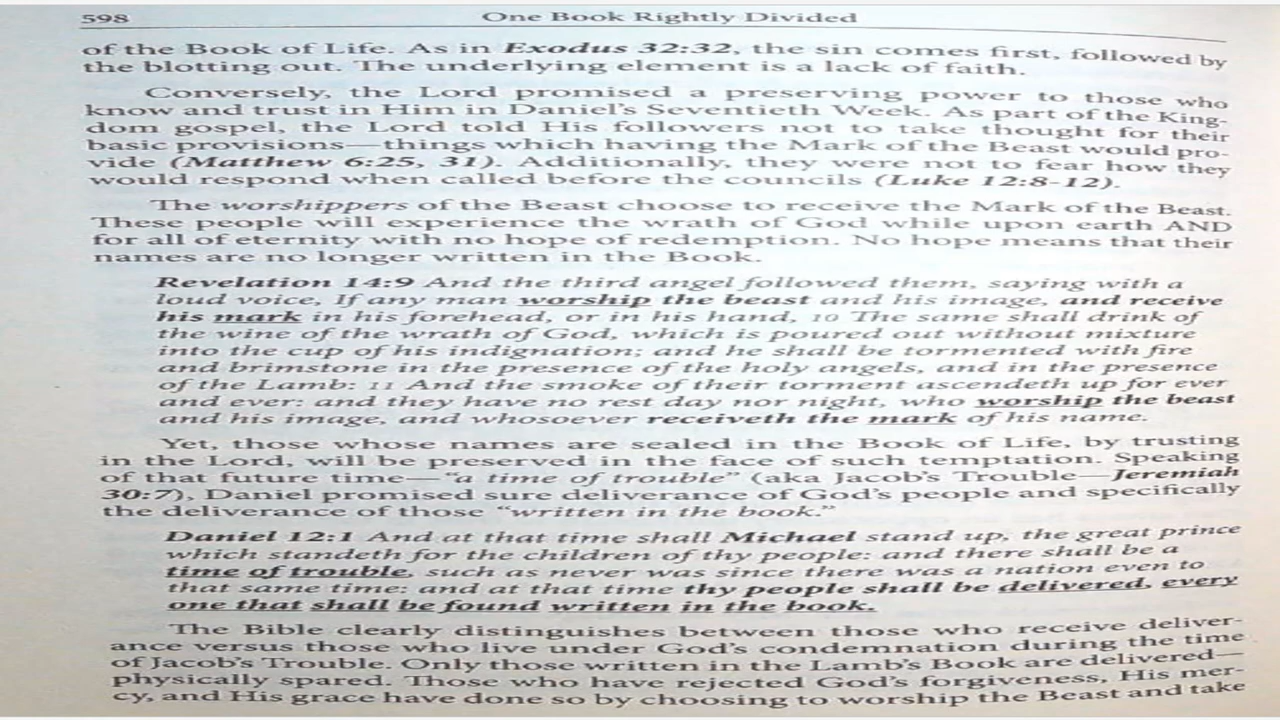 598 One Book Rightly Divided
of the Book of Life. As in Exodus 32:32, the sin comes first, followed by
the blotting out. The underlying element is a lack of faith.
Conversely, the Lord promised a preserving power to those who
know and trust in Him in Daniel's Seventieth Week. As part of the King-
dom gospel, the Lord told His followers not to take thought for their
basic provisions—things which having the Mark of the Beast would pro-
vide (Matthew 6:25, 31). Additionally, they were not to fear how they
would respond when called before the councils (Luke 12:8-12).
The worshippers of the Beast choose to receive the Mark of the Beast.
These people will experience the wrath of God while upon earth AND
for all of eternity with no hope of redemption. No hope means that their
names are no longer written in the Book.
Revelation 14:9 And the third angel followed them, saying with a
loud voice, If any man worship the beast and his image, and receive
his mark in his forehead, or in his hand, 10 The same shall drink of
the wine of the wrath of God, which is poured out without mixture
into the cup of his indignation; and he shall be tormented with fire
and brimstone in the presence of the holy angels, and in the presence
of the Lamb: 11 And the smoke of their torment ascendeth up for ever
and ever: and they have no rest day nor night, who worship the beast
and his image, and whosoever receiveth the mark of his name.
Yet, those whose names are sealed in the Book of Life, by trusting
in the Lord, will be preserved in the face of such temptation. Speaking
of that future time—"a time of trouble" (aka Jacob's Trouble—Jeremiah
30:7), Daniel promised sure deliverance of God's people and specifically
the deliverance of those "written in the book."
Daniel 12:1 And at that time shall Michael stand up, the great prince
which standeth for the children of thy people: and there shall be a
time of trouble, such as never was since there was a nation even to
that same time: and at that time thy people shall be delivered, every
one that shall be found written in the book.
The Bible clearly distinguishes between those who receive deliver-
ance versus those who live under God's condemnation during the time
of Jacob's Trouble. Only those written in the Lamb's Book are delivered—
physically spared. Those who have rejected God's forgiveness, His mer-
cy, and His grace have done so by choosing to worship the Beast and take